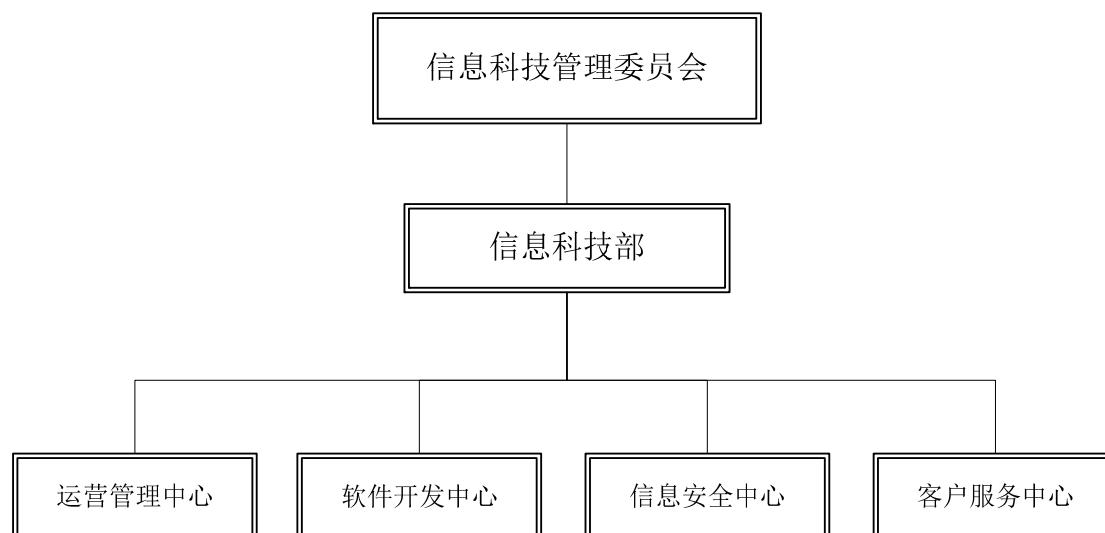 信息科技管理委员会
信息科技部
运营管理中心
软件开发中心
信息安全中心
客户服务中心